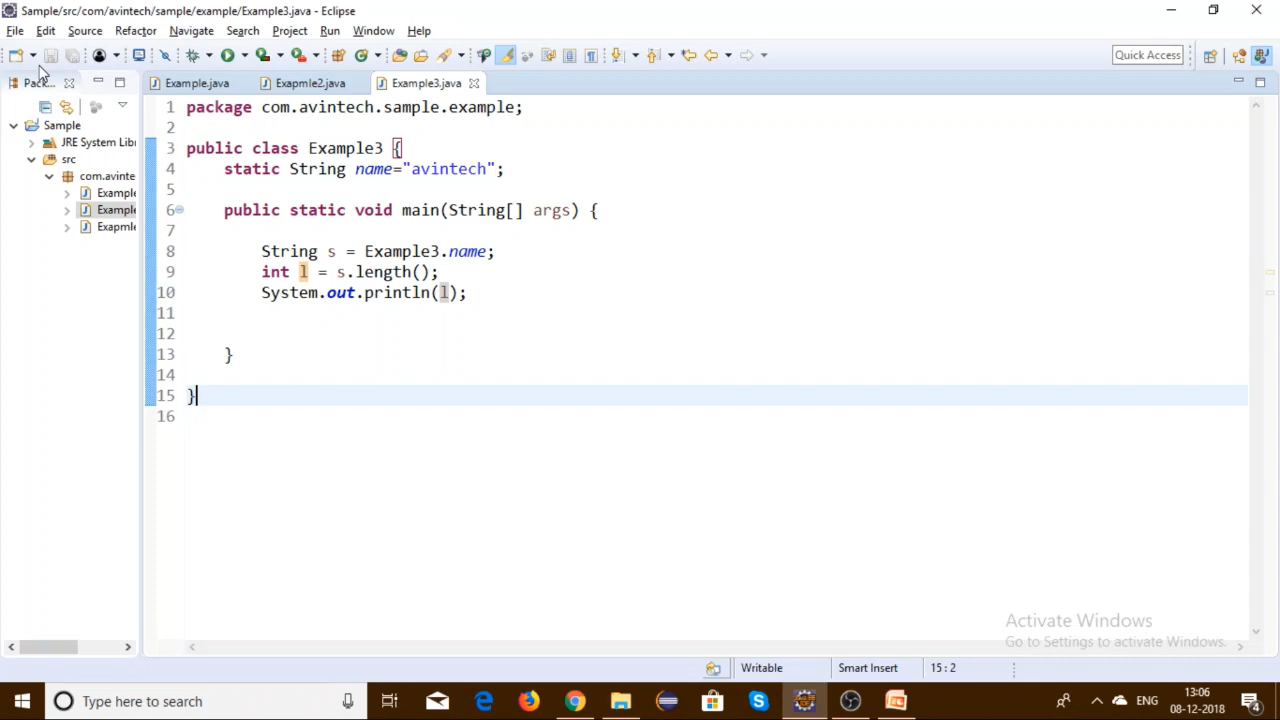 Sample/src/com/avintech/sample/example/Example3.java - Eclipse
File Edit Source Refactor Navigate Search Project Run Window Help
Quick Access
Pack...
Example.java
Exapmle2.java
Example3.java
Sample
JRE System Libr
src
com.avinte
Example
Example
Exapmle
1 package com.avintech.sample.example;
2
3 public class Example3 {
4 static String name="avintech";
5
6 public static void main(String[] args) {
7
8 String s = Example3.name;
9 int l = s.length();
10 System.out.println(l);
11
12
13 }
14
15 }
16
Activate Windows
Go to Settings to activate Windows.
Writable
Smart Insert
15 : 2
Type here to search
ENG
13:06
08-12-2018
4